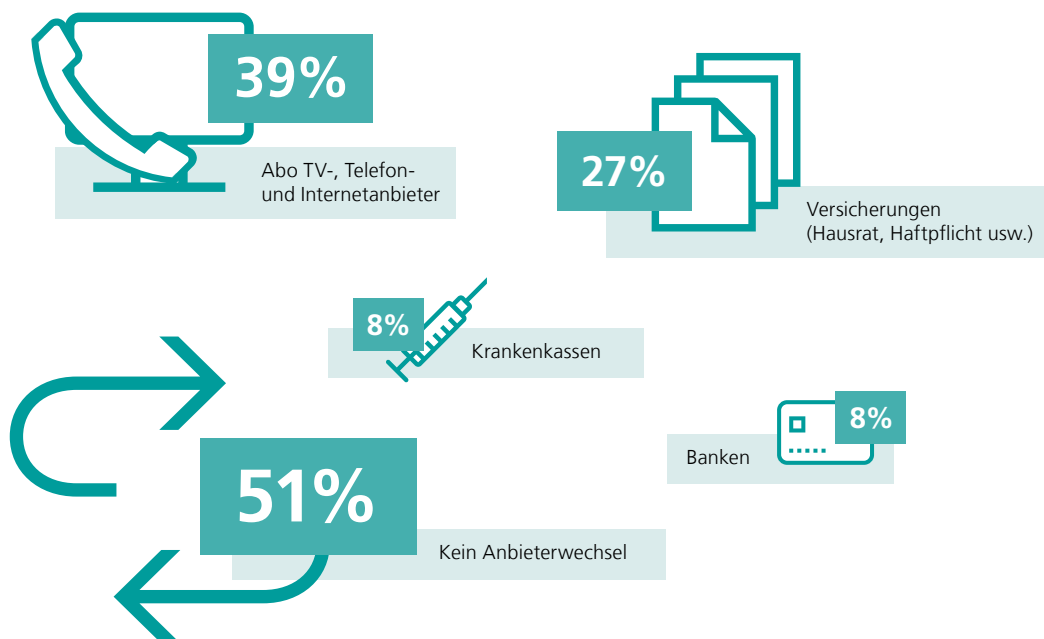 39%
Abo TV-, Telefon-
und Internetanbieter
27%
Versicherungen
(Hausrat, Haftpflicht usw.)
8%
Krankenkassen
8%
Banken
51%
Kein Anbieterwechsel